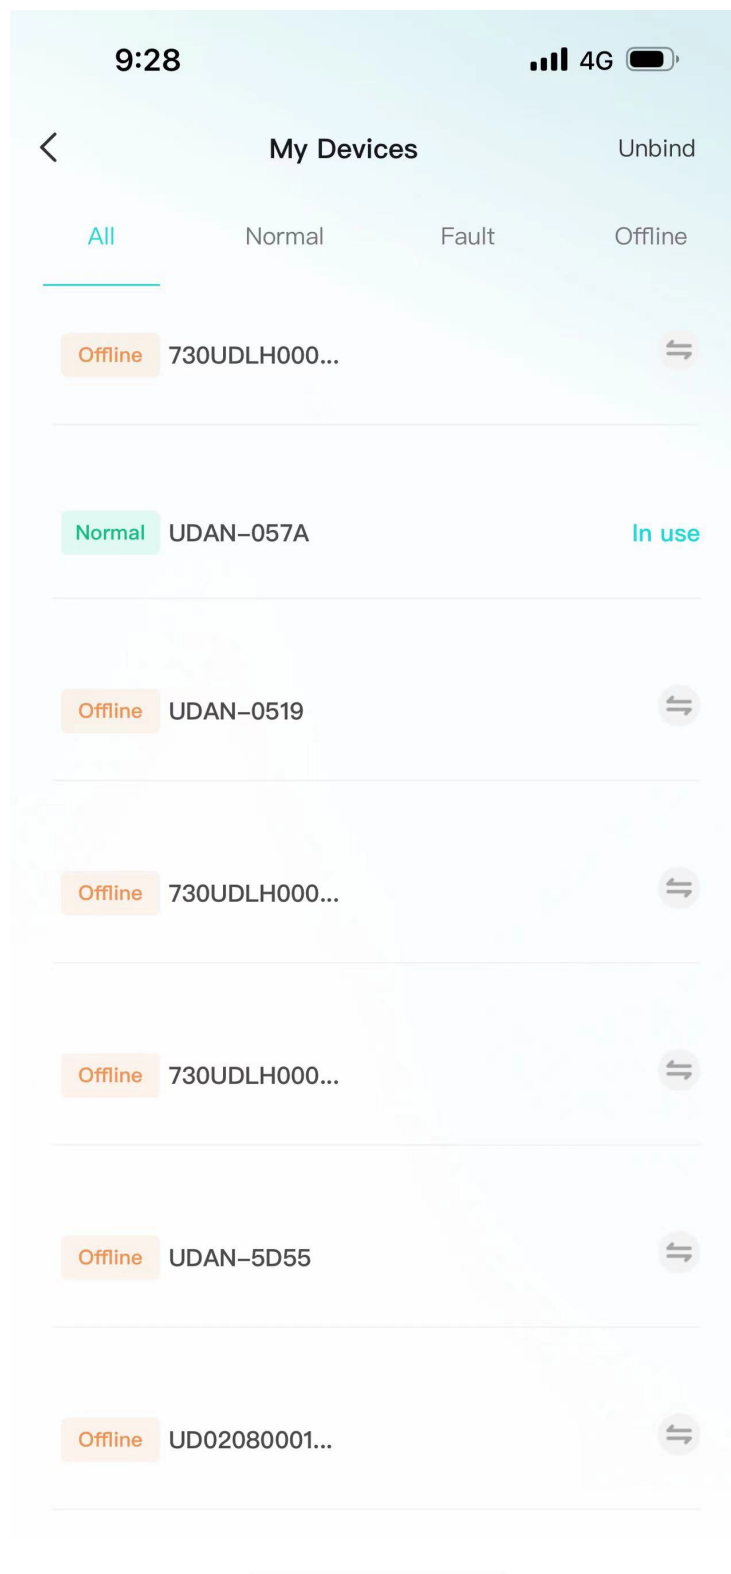 9:28 4G
My Devices Unbind
All Normal Fault Offline
Offline 730UDLH000...
Normal UDAN-057A In use
Offline UDAN-0519
Offline 730UDLH000...
Offline 730UDLH000...
Offline UDAN-5D55
Offline UD02080001...